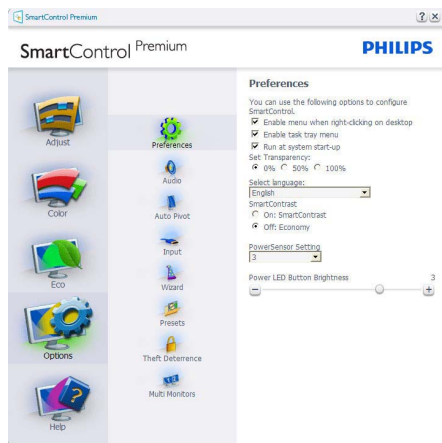 SmartControl Premium
SmartControl Premium
PHILIPS
Adjust
Color
Eco
Options
Help
Preferences
Audio
Auto Pivot
Input
Wizard
Presets
Theft Deterrence
Multi Monitors
Preferences
You can use the following options to configure
SmartControl.
Enable menu when right-clicking on desktop
Enable task tray menu
Run at system start-up
Set Transparency:
0% 50% 100%
Select language:
English
SmartContrast
On: SmartContrast
Off: Economy
PowerSensor Setting
3
Power LED Button Brightness 3